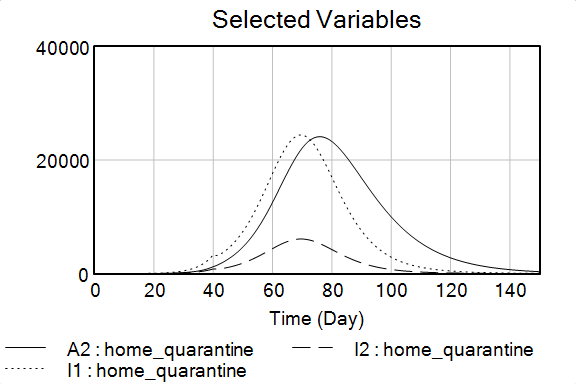 Selected Variables
40000
20000
0
0 20 40 60 80 100 120 140
Time (Day)
A2 : home_quarantine I2 : home_quarantine
I1 : home_quarantine